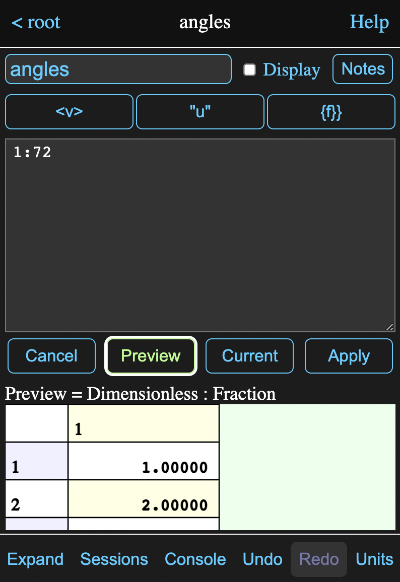 < root angles Help
angles Display Notes
<v> "u" {f}}
1:72
Cancel Preview Current Apply
Preview = Dimensionless : Fraction
1
1 1.00000
2 2.00000
Expand Sessions Console Undo Redo Units